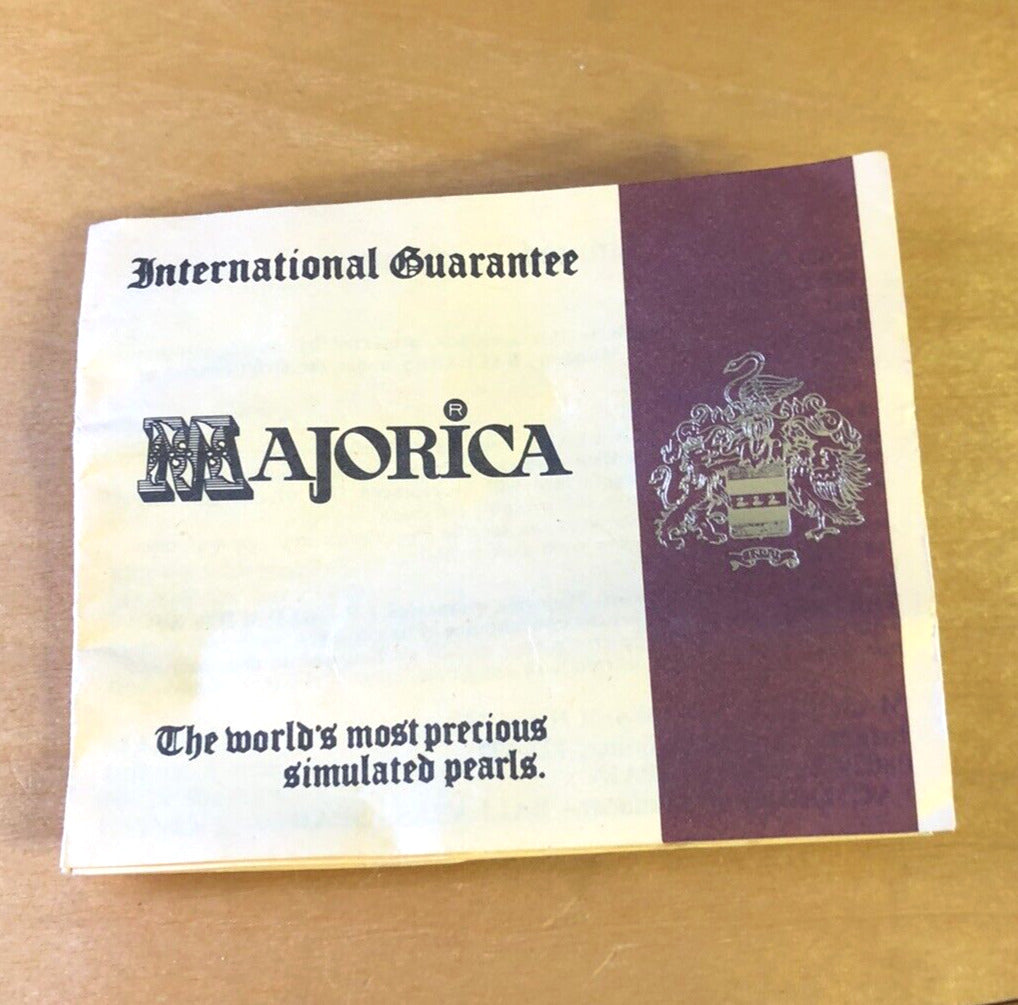 International Guarantee
MAJORICA®
The world's most precious
simulated pearls.